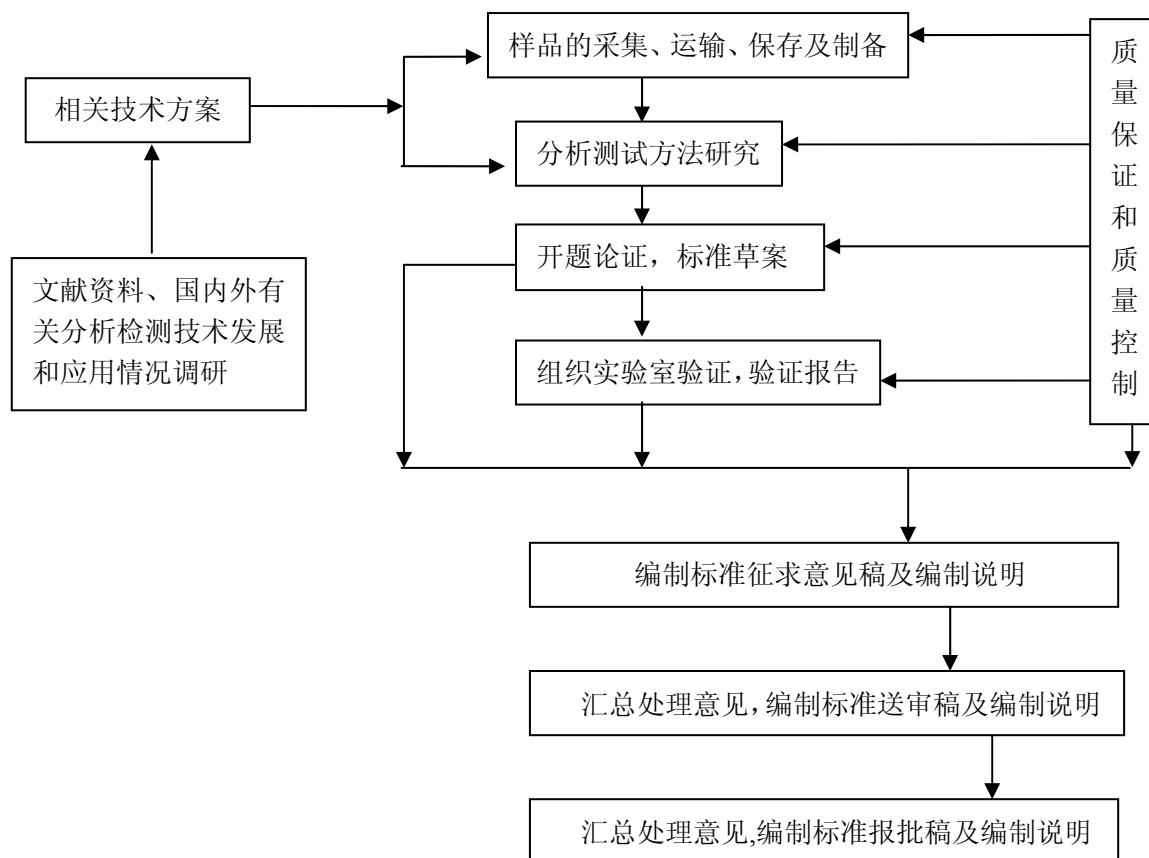 样品的采集、运输、保存及制备
相关技术方案
分析测试方法研究
开题论证，标准草案
文献资料、国内外有
关分析检测技术发展
和应用情况调研
组织实验室验证，验证报告
质
量
保
证
和
质
量
控
制
编制标准征求意见稿及编制说明
汇总处理意见，编制标准送审稿及编制说明
汇总处理意见,编制标准报批稿及编制说明